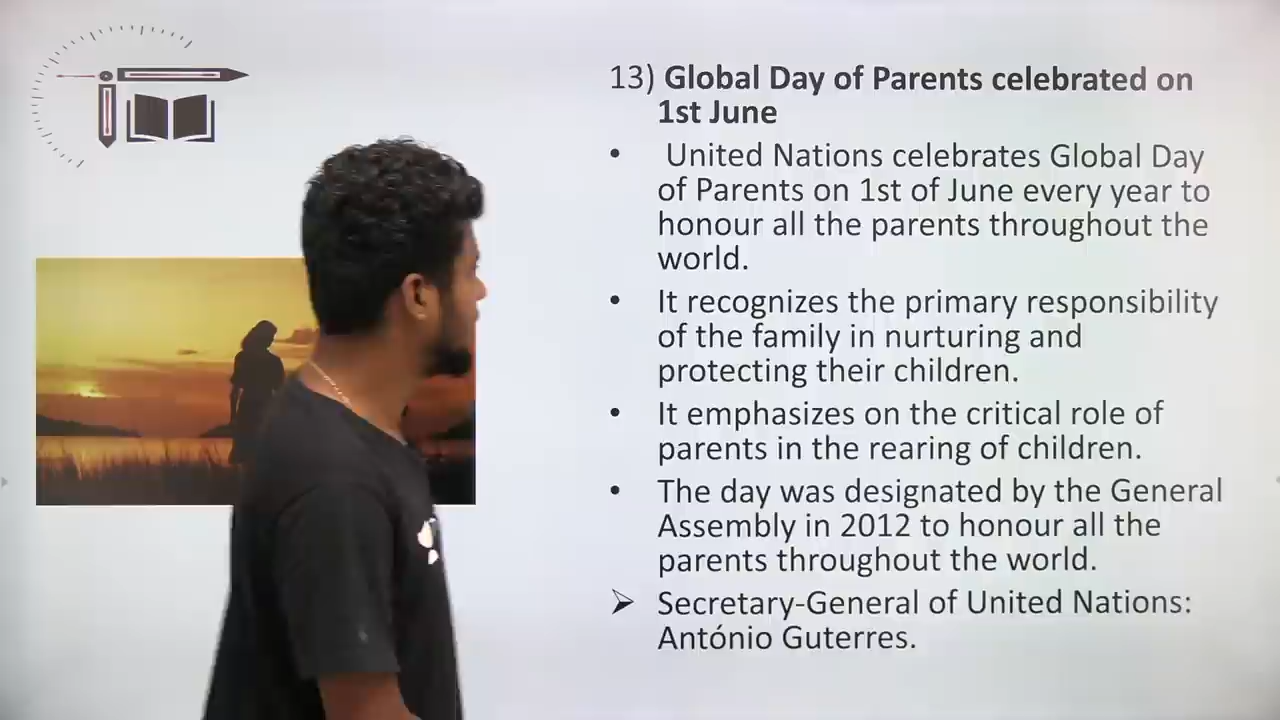 13) Global Day of Parents celebrated on
1st June
• United Nations celebrates Global Day
of Parents on 1st of June every year to
honour all the parents throughout the
world.
• It recognizes the primary responsibility
of the family in nurturing and
protecting their children.
• It emphasizes on the critical role of
parents in the rearing of children.
• The day was designated by the General
Assembly in 2012 to honour all the
parents throughout the world.
➢ Secretary-General of United Nations:
António Guterres.